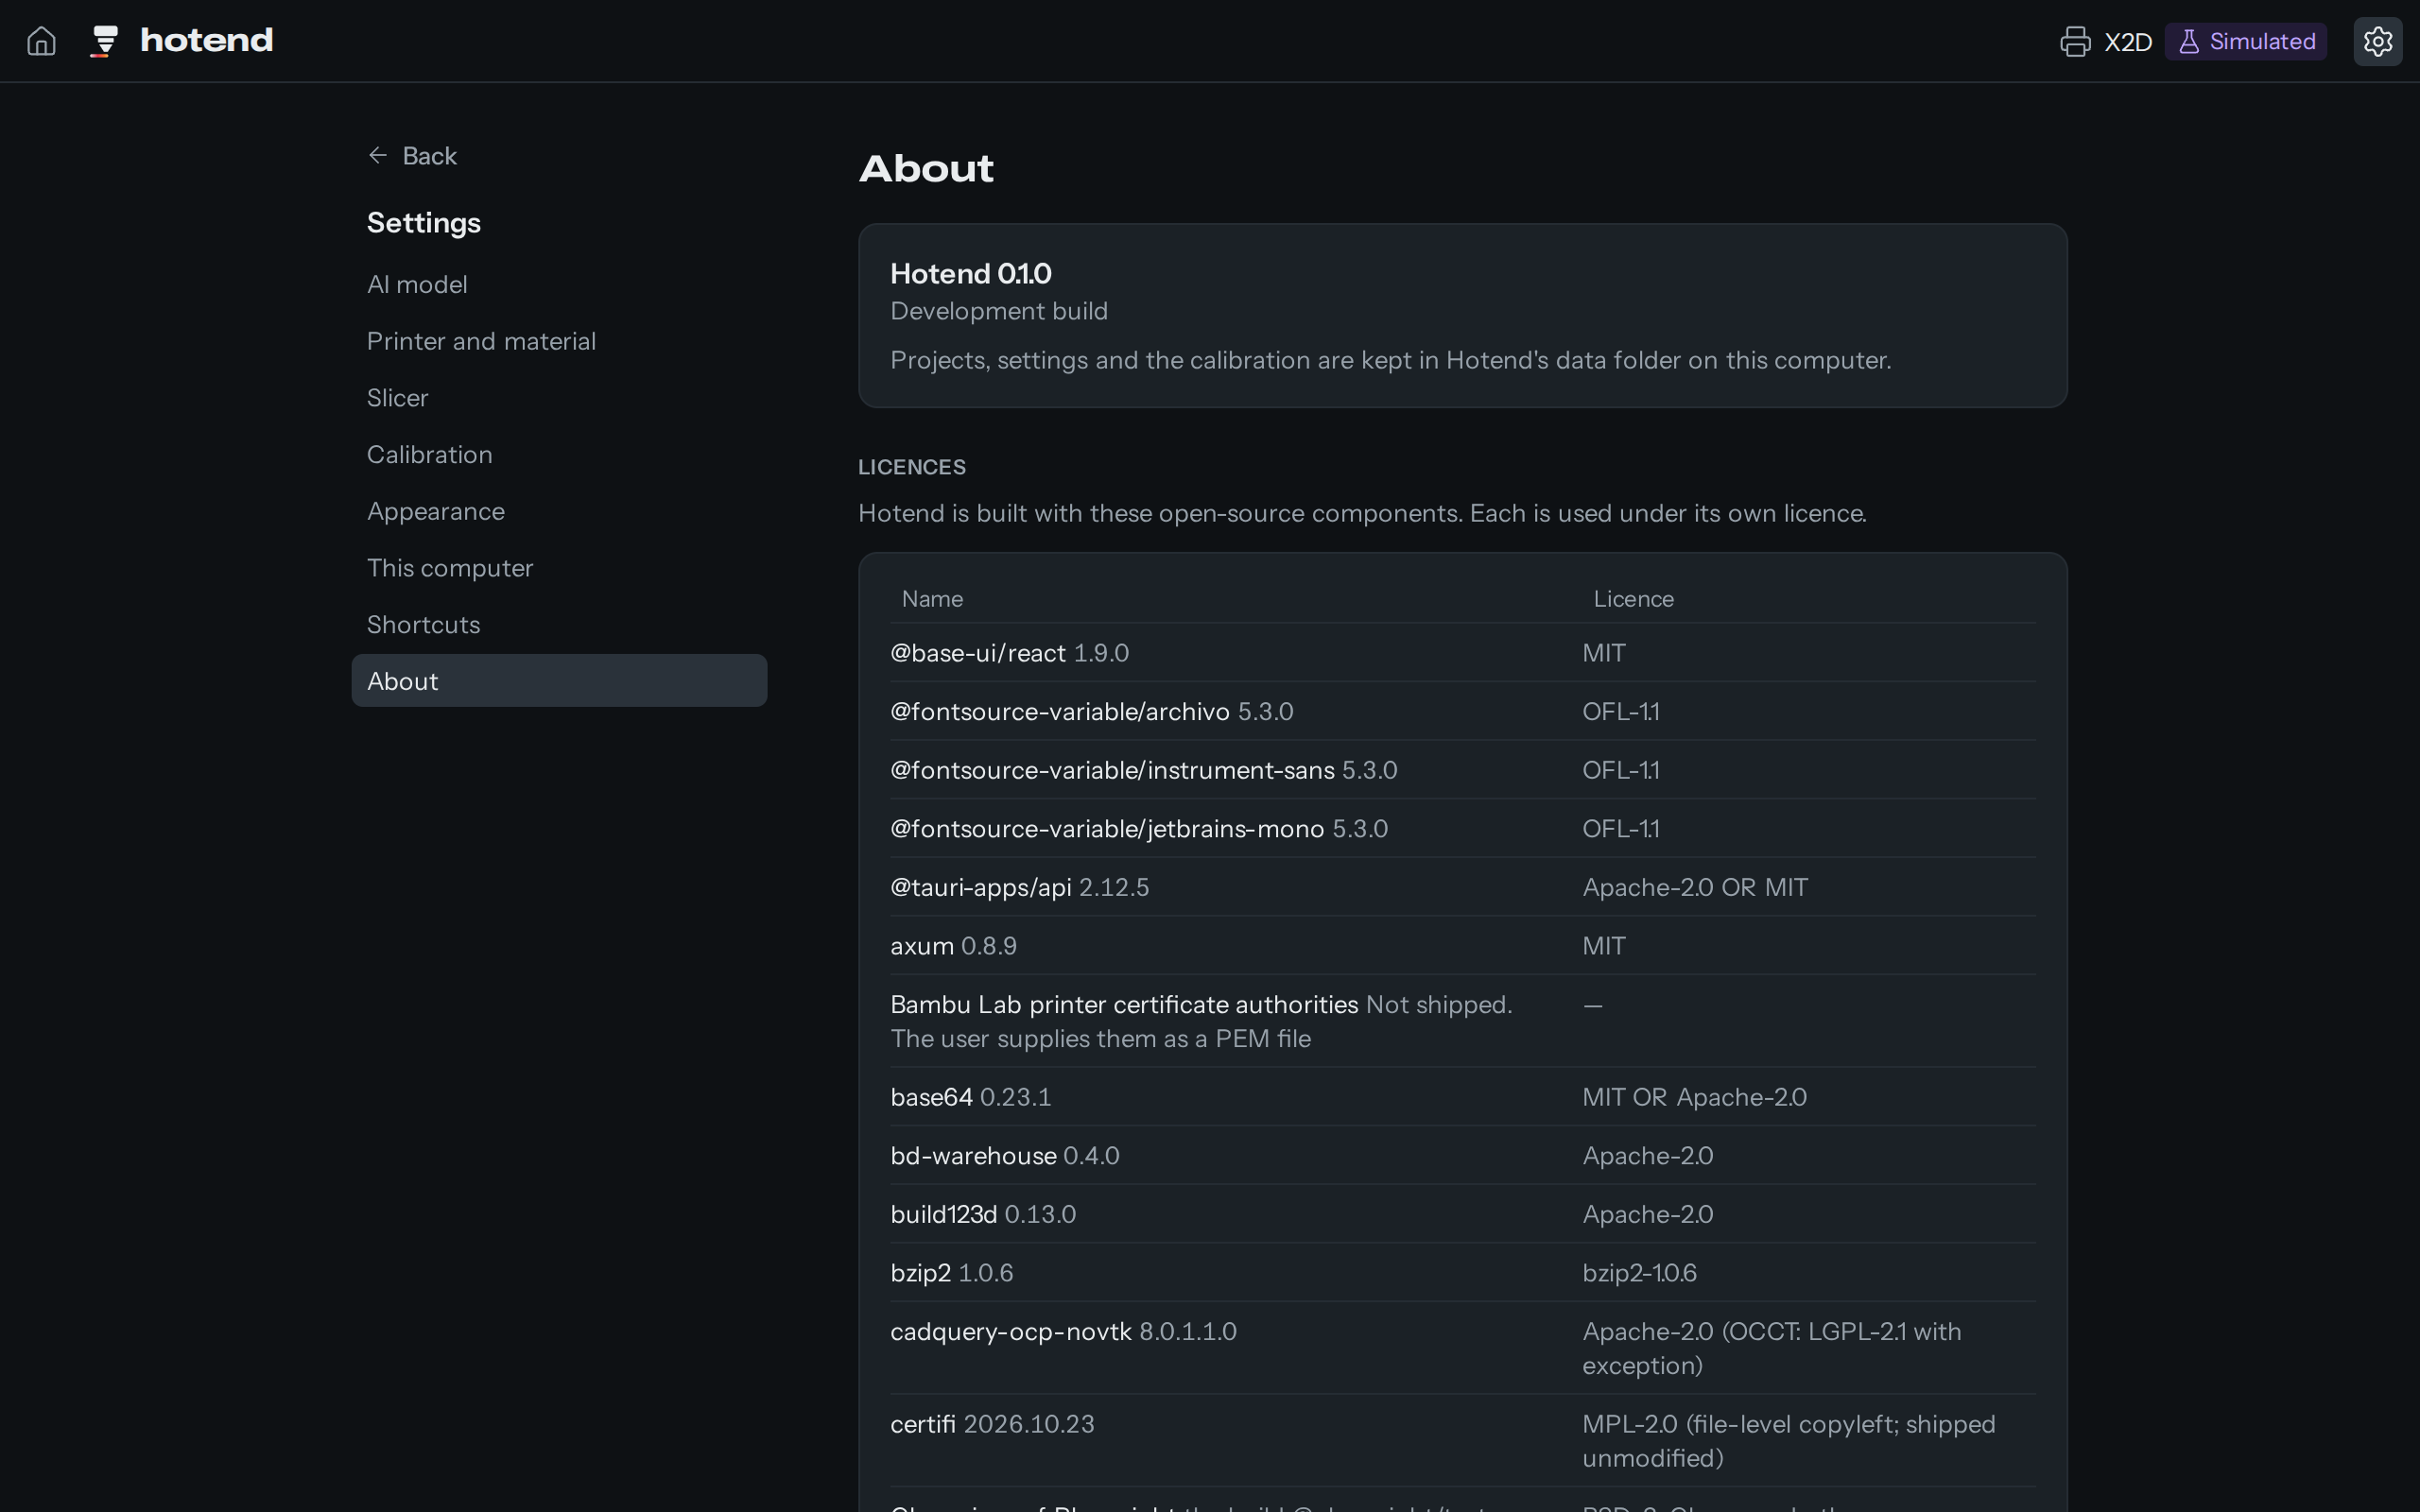 hotend
X2D
Simulated
Back
Settings
AI model
Printer and material
Slicer
Calibration
Appearance
This computer
Shortcuts
About
About
Hotend 0.1.0
Development build
Projects, settings and the calibration are kept in Hotend's data folder on this computer.
LICENCES
Hotend is built with these open-source components. Each is used under its own licence.
Name Licence
@base-ui/react 1.9.0 MIT
@fontsource-variable/archivo 5.3.0 OFL-1.1
@fontsource-variable/instrument-sans 5.3.0 OFL-1.1
@fontsource-variable/jetbrains-mono 5.3.0 OFL-1.1
@tauri-apps/api 2.12.5 Apache-2.0 OR MIT
axum 0.8.9 MIT
Bambu Lab printer certificate authorities Not shipped. —
The user supplies them as a PEM file
base64 0.23.1 MIT OR Apache-2.0
bd-warehouse 0.4.0 Apache-2.0
build123d 0.13.0 Apache-2.0
bzip2 1.0.6 bzip2-1.0.6
cadquery-ocp-novtk 8.0.1.1.0 Apache-2.0 (OCCT: LGPL-2.1 with
exception)
certifi 2026.10.23 MPL-2.0 (file-level copyleft; shipped
unmodified)